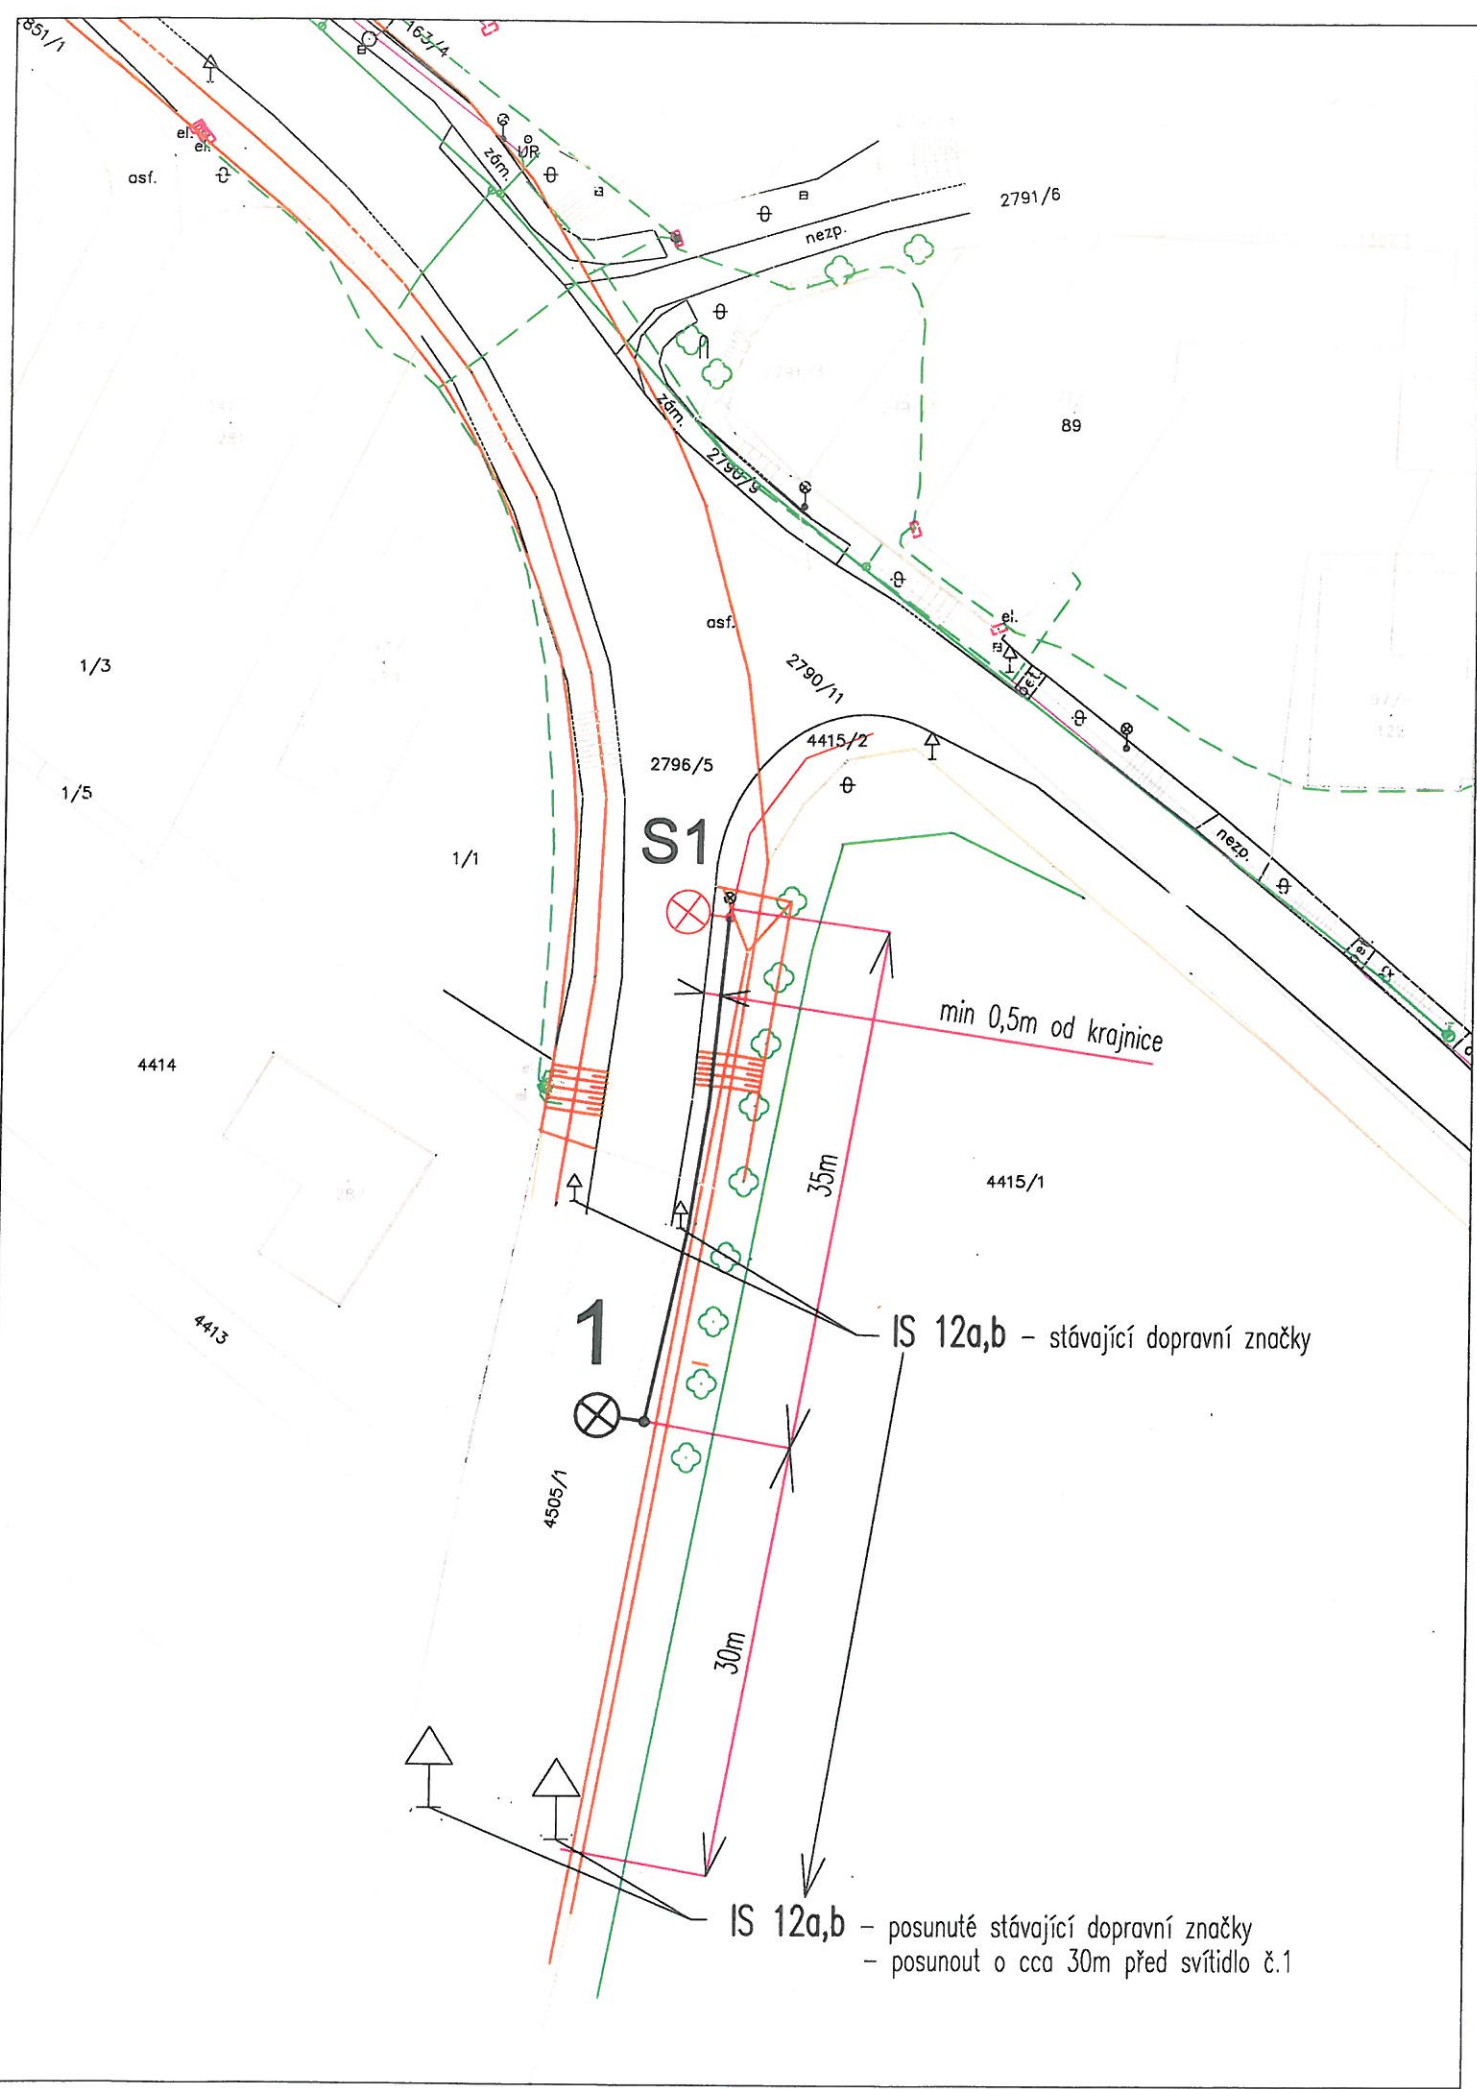 851/1
163/4
el.
el.
asf.
UR
zám.
2791/6
nezp.
zám.
2790/9
89
asf.
el.
1/3
2790/11
4415/2
2796/5
1/5
S1
1/1
nezp.
min 0,5m od krajnice
4414
35m
4415/1
4413
1
IS 12a,b – stávající dopravní značky
4505/1
30m
IS 12a,b – posunuté stávající dopravní značky
– posunout o cca 30m před svítidlo č.1